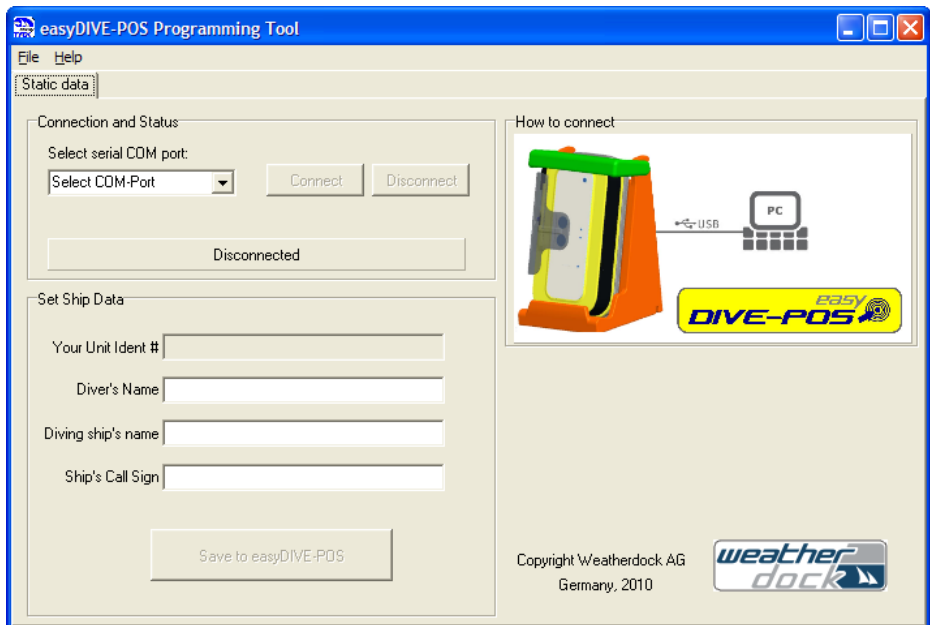 easyDIVE-POS Programming Tool
File Help
Static data
Connection and Status
Select serial COM port:
Select COM-Port
Connect
Disconnect
Disconnected
Set Ship Data
Your Unit Ident #
Diver's Name
Diving ship's name
Ship's Call Sign
Save to easyDIVE-POS
How to connect
USB
PC
easy
DIVE-POS
Copyright Weatherdock AG
Germany, 2010
weather
dock